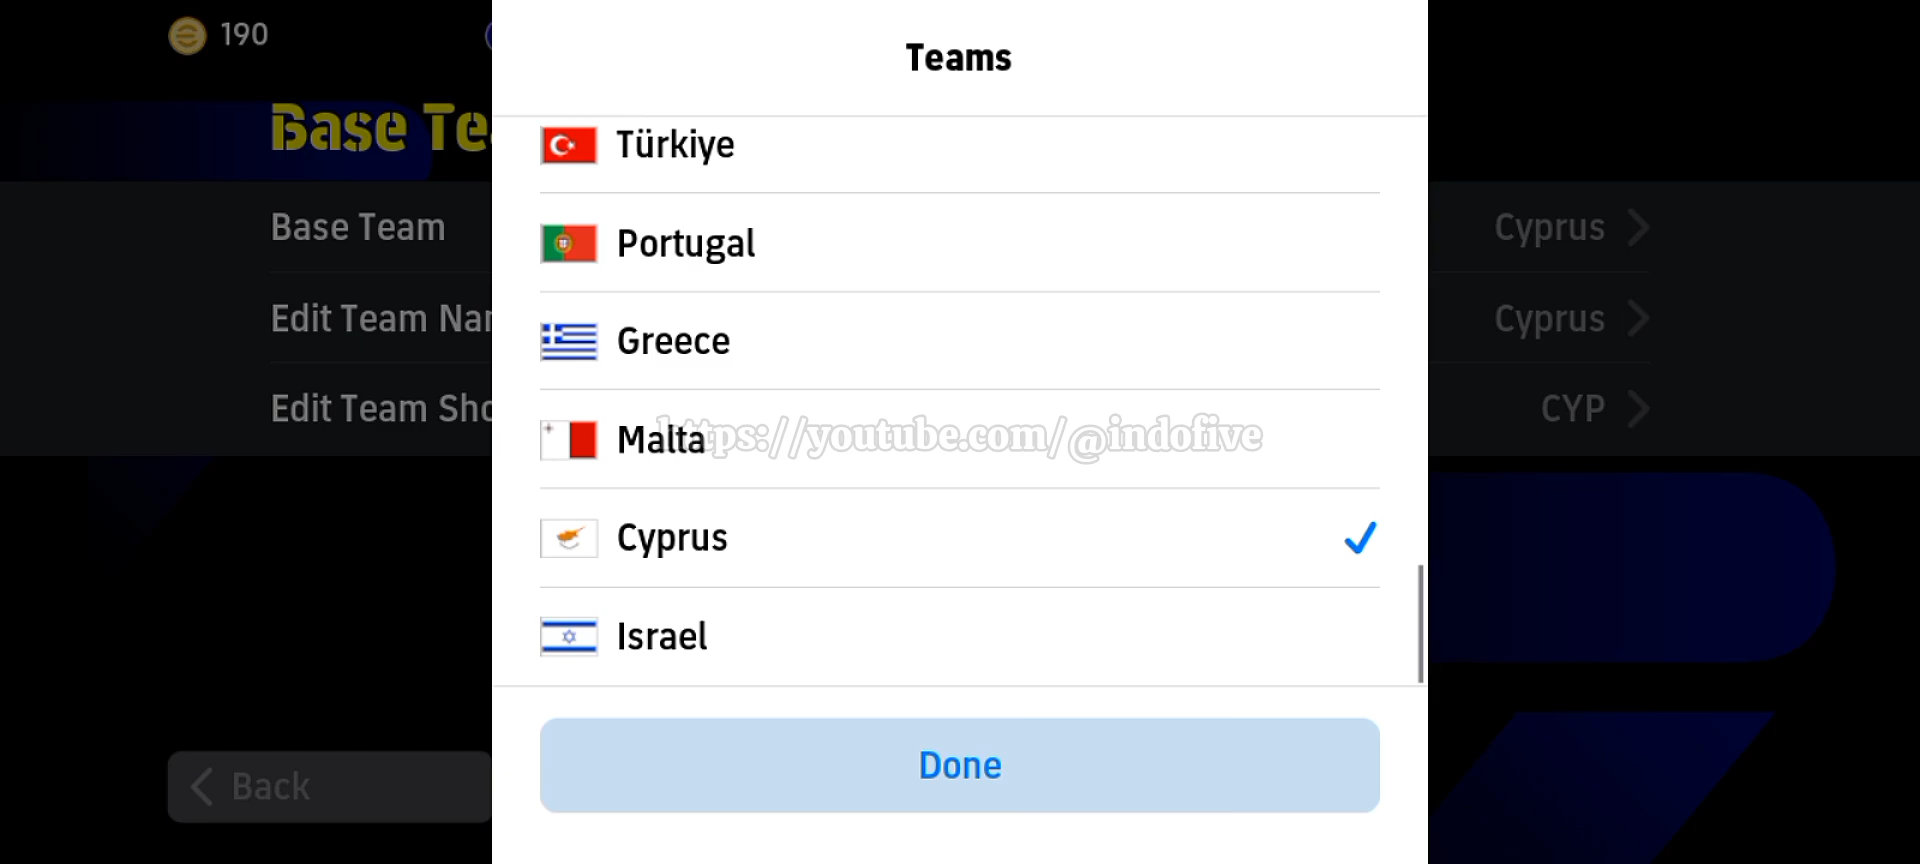 190
Base Te
Base Team
Edit Team Nar
Edit Team Sho
Back
Teams
Türkiye
Portugal
Greece
Malta
https://youtube.com/@indofive
Cyprus
Israel
Done
Cyprus
Cyprus
CYP